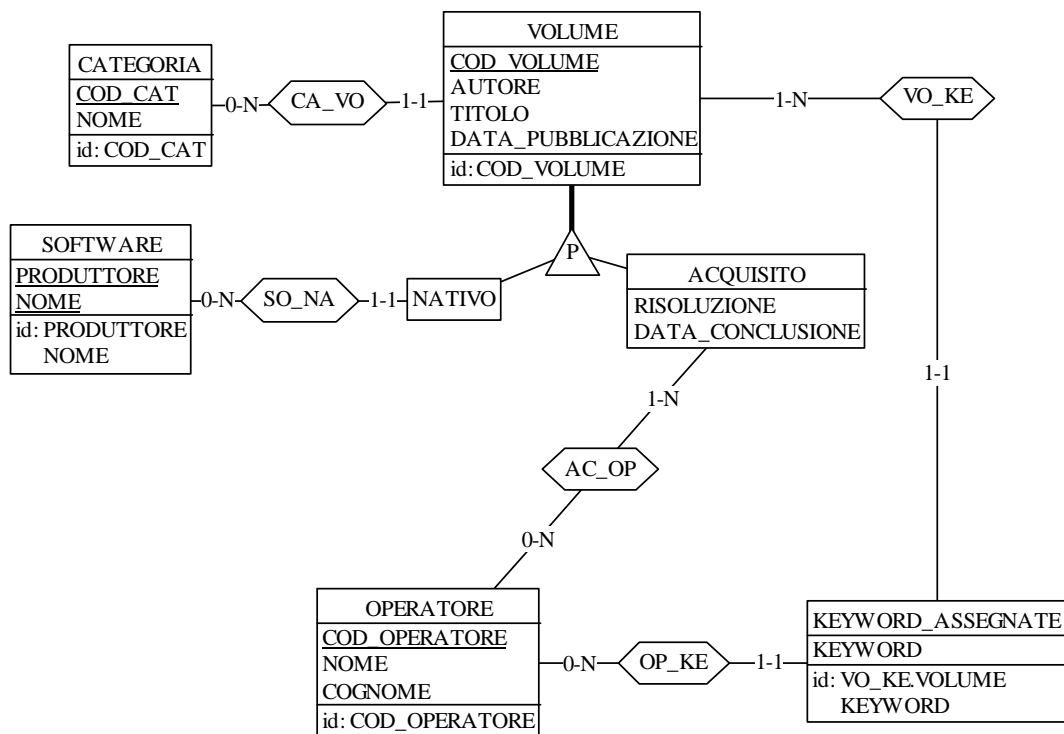 VOLUME
COD_VOLUME
AUTORE
TITOLO
DATA_PUBBLICAZIONE
id: COD_VOLUME
CATEGORIA
COD_CAT
NOME
id: COD_CAT
0-N
CA_VO
1-1
1-N
VO_KE
SOFTWARE
PRODUTTORE
NOME
id: PRODUTTORE
NOME
0-N
SO_NA
1-1
NATIVO
P
ACQUISITO
RISOLUZIONE
DATA_CONCLUSIONE
1-N
1-1
AC_OP
0-N
OPERATORE
COD_OPERATORE
NOME
COGNOME
id: COD_OPERATORE
0-N
OP_KE
1-1
KEYWORD_ASSEGNATE
KEYWORD
id: VO_KE.VOLUME
KEYWORD